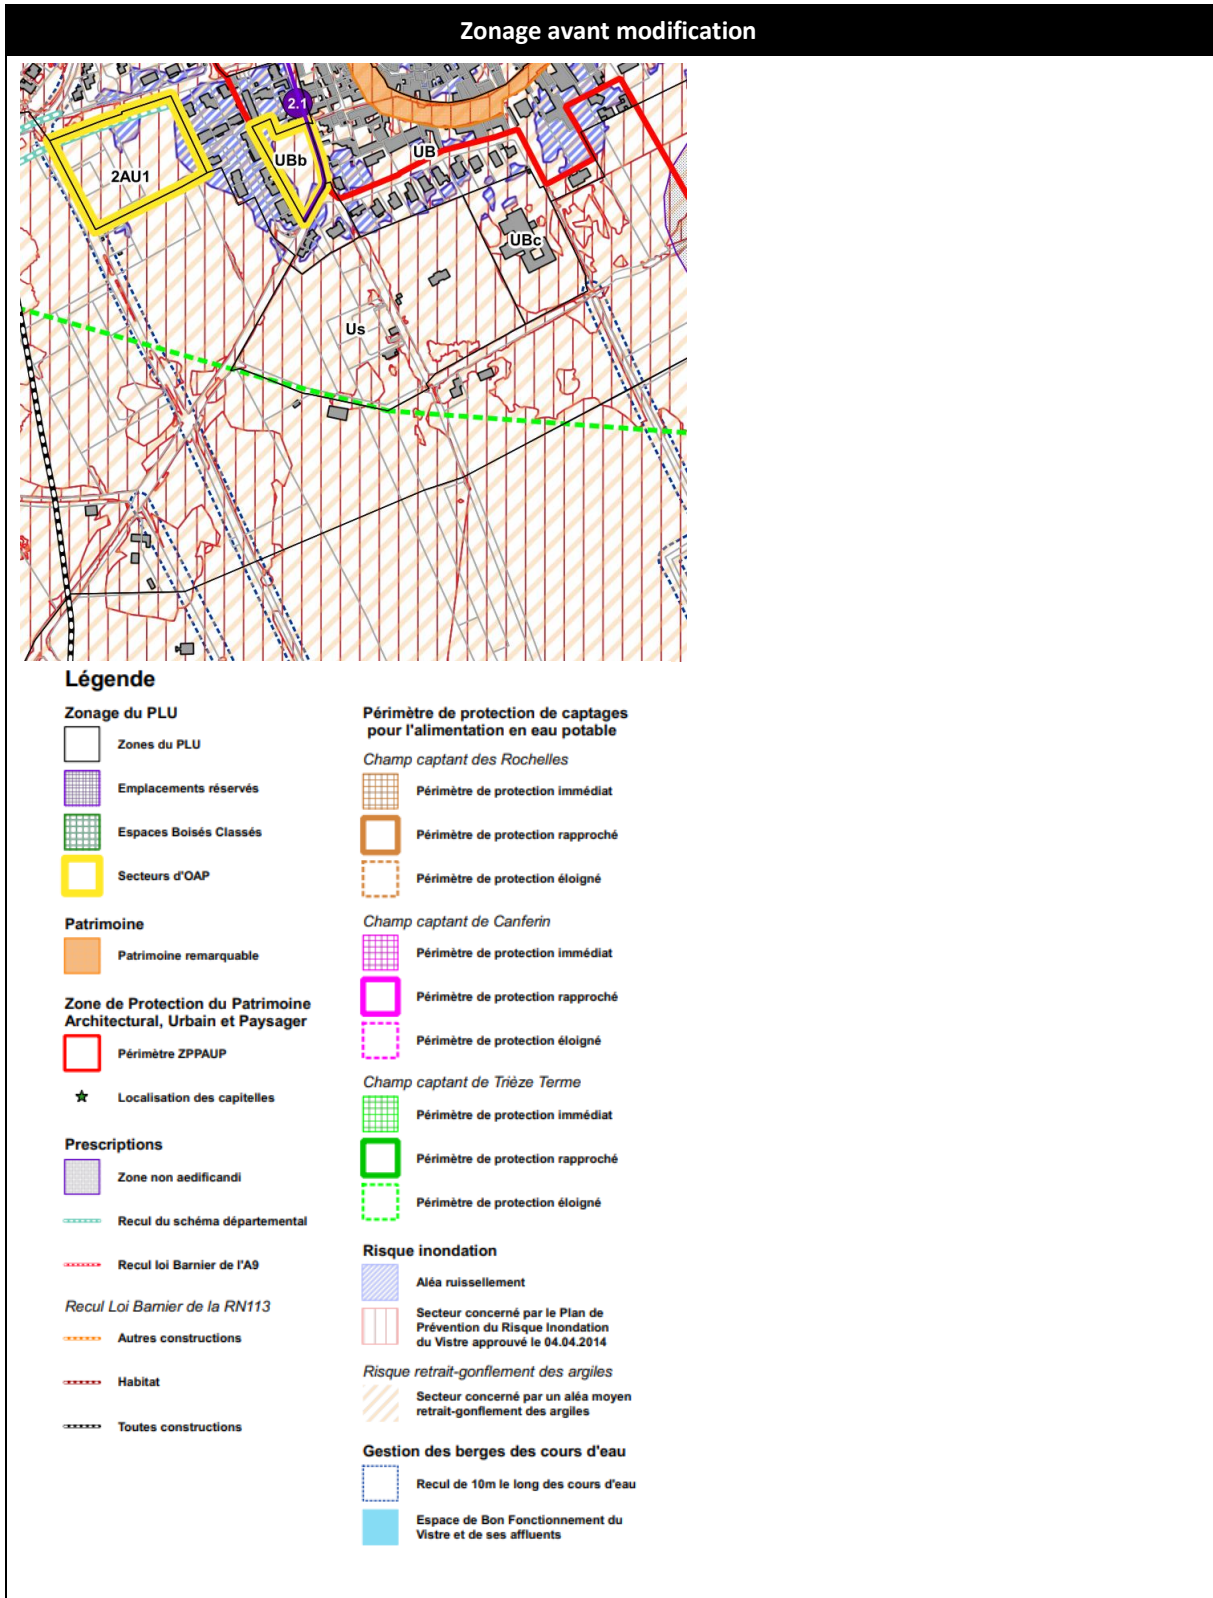 Zonage avant modification
2.1
UBb
UB
2AU1
UBc
Us
Légende
Zonage du PLU
Zones du PLU
Emplacements réservés
Espaces Boisés Classés
Secteurs d'OAP
Patrimoine
Patrimoine remarquable
Zone de Protection du Patrimoine
Architectural, Urbain et Paysager
Périmètre ZPPAUP
Localisation des capitelles
Prescriptions
Zone non aedificandi
Recul du schéma départemental
Recul loi Barnier de l'A9
Recul Loi Barnier de la RN113
Autres constructions
Habitat
Toutes constructions
Périmètre de protection de captages
pour l'alimentation en eau potable
Champ captant des Rochelles
Périmètre de protection immédiat
Périmètre de protection rapproché
Périmètre de protection éloigné
Champ captant de Canferin
Périmètre de protection immédiat
Périmètre de protection rapproché
Périmètre de protection éloigné
Champ captant de Trièze Terme
Périmètre de protection immédiat
Périmètre de protection rapproché
Périmètre de protection éloigné
Risque inondation
Aléa ruissellement
Secteur concerné par le Plan de
Prévention du Risque Inondation
du Vistre approuvé le 04.04.2014
Risque retrait-gonflement des argiles
Secteur concerné par un aléa moyen
retrait-gonflement des argiles
Gestion des berges des cours d'eau
Recul de 10m le long des cours d'eau
Espace de Bon Fonctionnement du
Vistre et de ses affluents